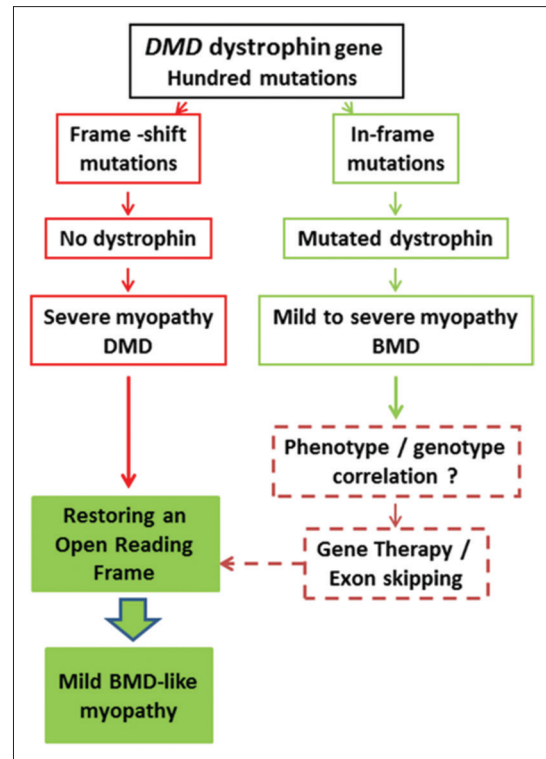 DMD dystrophin gene
Hundred mutations
Frame -shift
mutations
In-frame
mutations
No dystrophin
Mutated dystrophin
Severe myopathy
DMD
Mild to severe myopathy
BMD
Phenotype / genotype
correlation ?
Restoring an
Open Reading
Frame
Gene Therapy /
Exon skipping
Mild BMD-like
myopathy